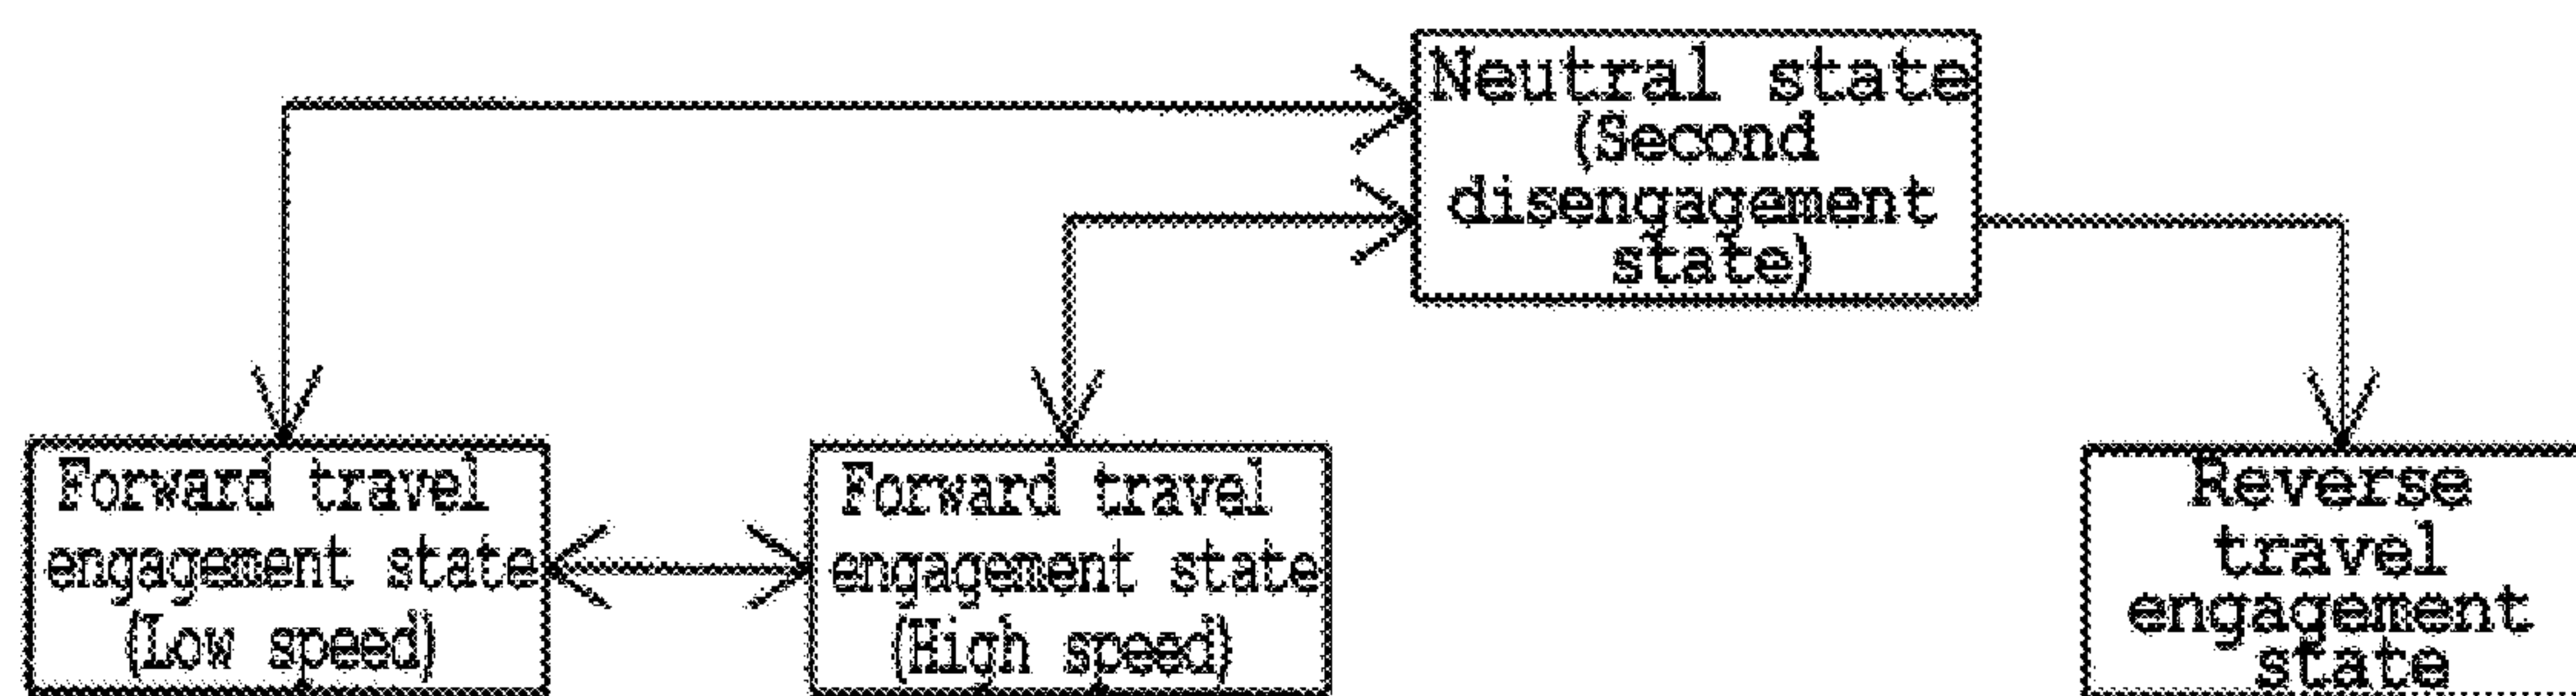 Neutral state
(Second
disengagement
state)
Forward travel
engagement state
(Low speed)
Forward travel
engagement state
(High speed)
Reverse
travel
engagement
state